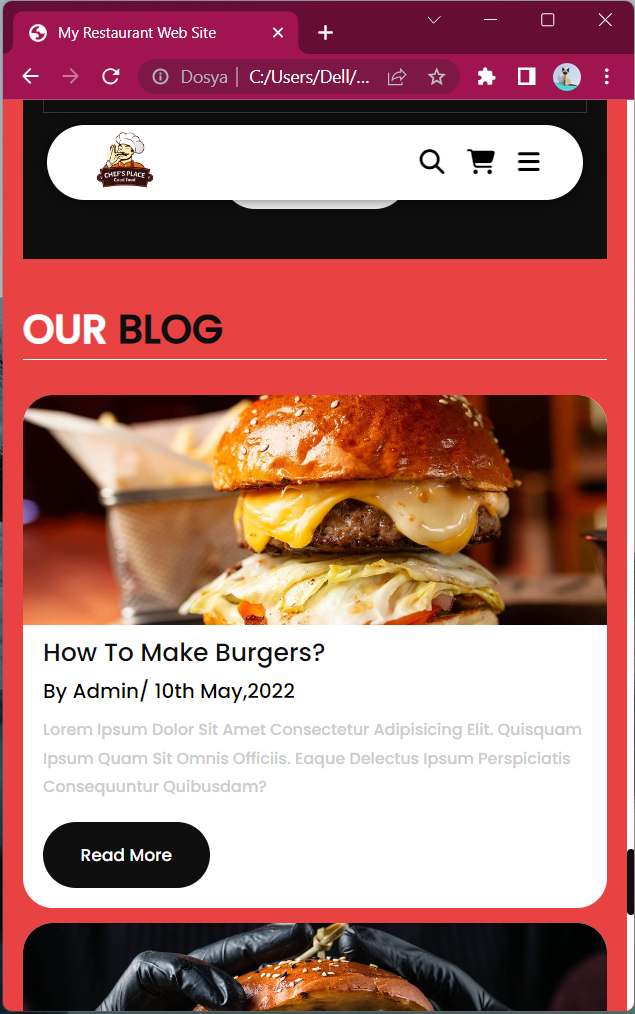 My Restaurant Web Site
Dosya | C:/Users/Dell/...
CHEF'S PLACE
Good food
OUR BLOG
How To Make Burgers?
By Admin/ 10th May,2022
Lorem Ipsum Dolor Sit Amet Consectetur Adipisicing Elit. Quisquam
Ipsum Quam Sit Omnis Officiis. Eaque Delectus Ipsum Perspiciatis
Consequuntur Quibusdam?
Read More